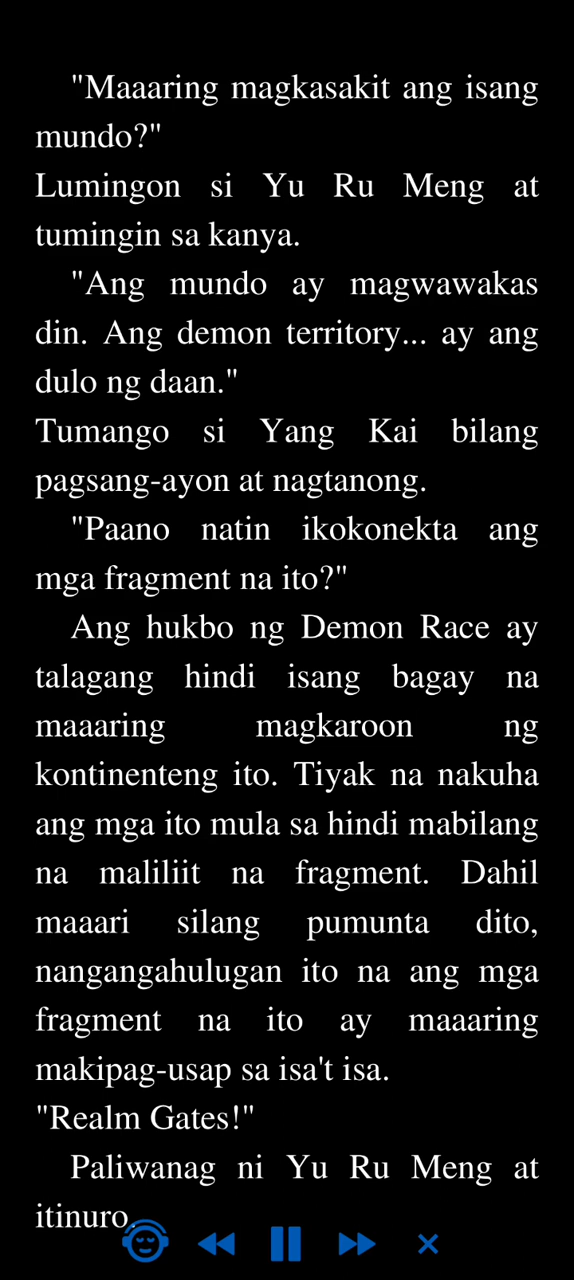 "Maaaring magkasakit ang isang
mundo?"
Lumingon si Yu Ru Meng at
tumingin sa kanya.
"Ang mundo ay magwawakas
din. Ang demon territory... ay ang
dulo ng daan."
Tumango si Yang Kai bilang
pagsang-ayon at nagtanong.
"Paano natin ikokonekta ang
mga fragment na ito?"
Ang hukbo ng Demon Race ay
talagang hindi isang bagay na
maaaring magkaroon ng
kontinenteng ito. Tiyak na nakuha
ang mga ito mula sa hindi mabilang
na maliliit na fragment. Dahil
maaari silang pumunta dito,
nangangahulugan ito na ang mga
fragment na ito ay maaaring
makipag-usap sa isa't isa.
"Realm Gates!"
Paliwanag ni Yu Ru Meng at
itinuro.